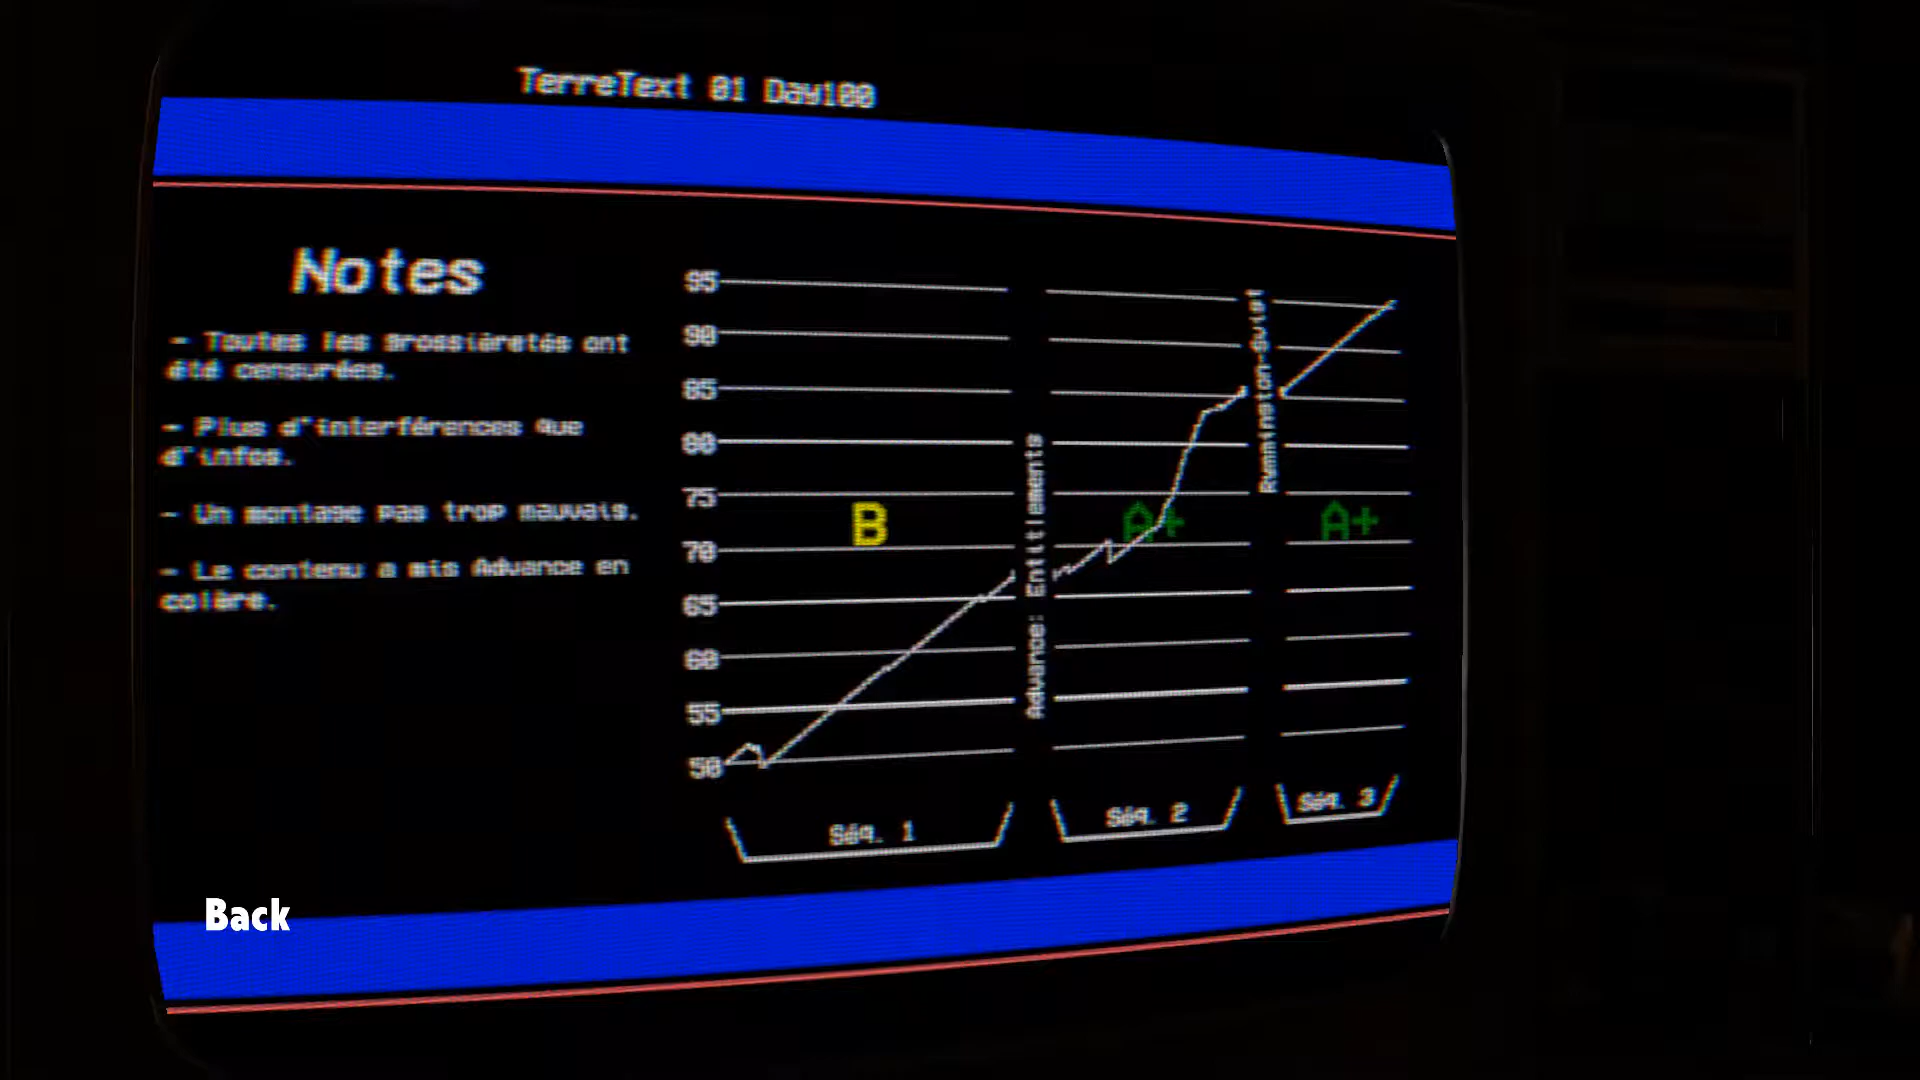 TerreText 01 Day100
Notes
- Toutes les grossièretés ont
été censurées.
- Plus d'interférences que
d'infos.
- Un montage pas trop mauvais.
- Le contenu a mis Advance en
colère.
95
90
85
80
75
70
65
60
55
50
B
A+
A+
Advance: Entitlements
Rymmington-Svist
Séq. 1
Séq. 2
Séq. 3
Back